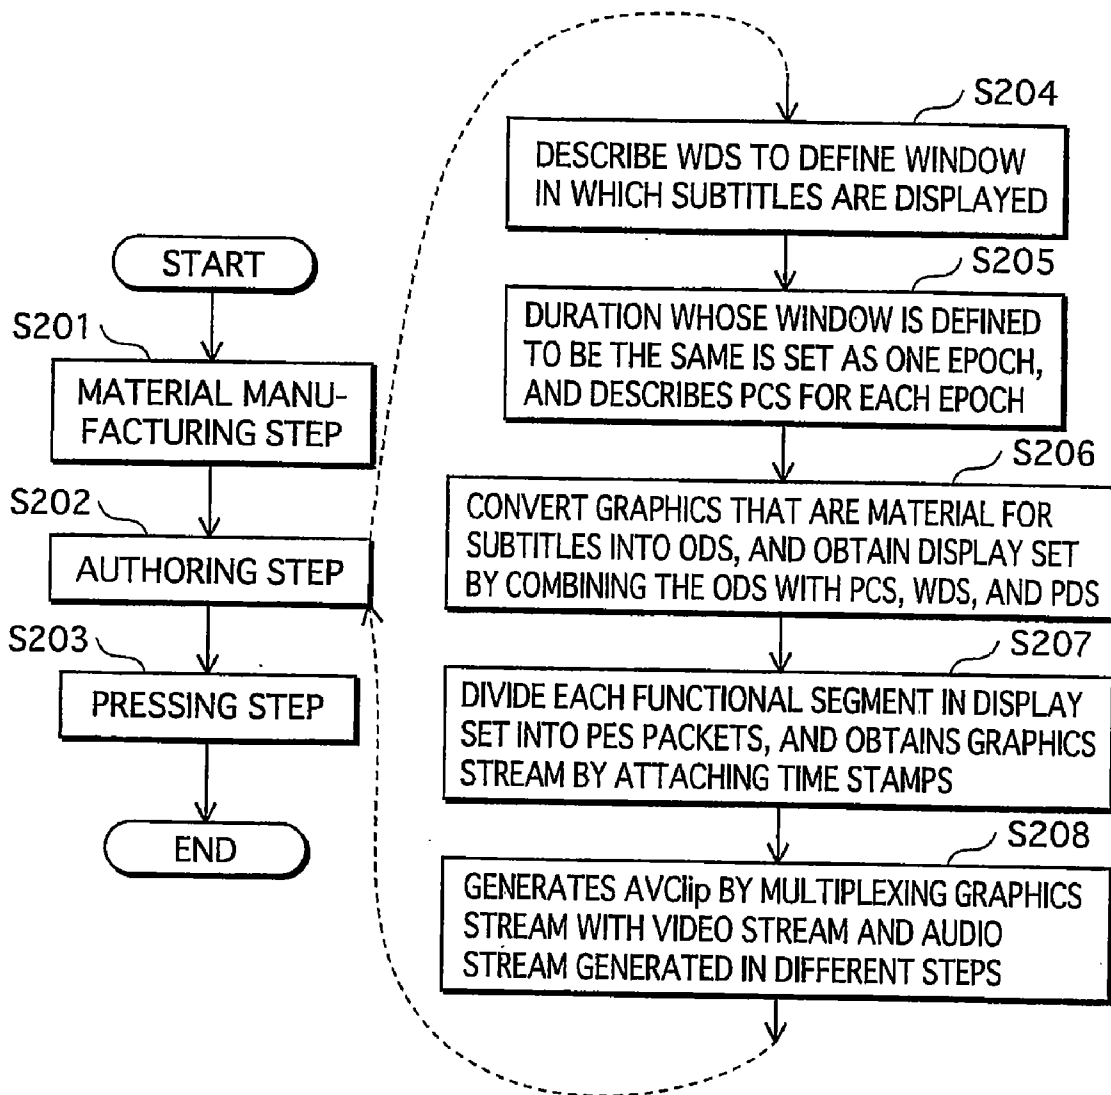 START
S201
MATERIAL MANU-
FACTURING STEP
S202
AUTHORING STEP
S203
PRESSING STEP
END
S204
DESCRIBE WDS TO DEFINE WINDOW
IN WHICH SUBTITLES ARE DISPLAYED
S205
DURATION WHOSE WINDOW IS DEFINED
TO BE THE SAME IS SET AS ONE EPOCH,
AND DESCRIBES PCS FOR EACH EPOCH
S206
CONVERT GRAPHICS THAT ARE MATERIAL FOR
SUBTITLES INTO ODS, AND OBTAIN DISPLAY SET
BY COMBINING THE ODS WITH PCS, WDS, AND PDS
S207
DIVIDE EACH FUNCTIONAL SEGMENT IN DISPLAY
SET INTO PES PACKETS, AND OBTAINS GRAPHICS
STREAM BY ATTACHING TIME STAMPS
S208
GENERATES AVClip BY MULTIPLEXING GRAPHICS
STREAM WITH VIDEO STREAM AND AUDIO
STREAM GENERATED IN DIFFERENT STEPS